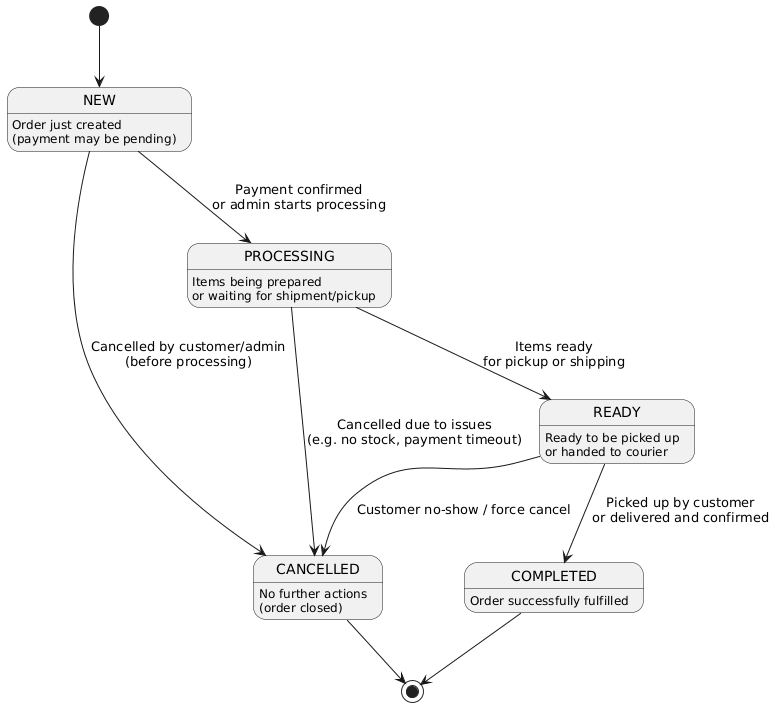 NEW
Order just created
(payment may be pending)
Payment confirmed
or admin starts processing
PROCESSING
Items being prepared
or waiting for shipment/pickup
Cancelled by customer/admin
(before processing)
Items ready
for pickup or shipping
READY
Ready to be picked up
or handed to courier
Cancelled due to issues
(e.g. no stock, payment timeout)
Customer no-show / force cancel
Picked up by customer
or delivered and confirmed
CANCELLED
No further actions
(order closed)
COMPLETED
Order successfully fulfilled